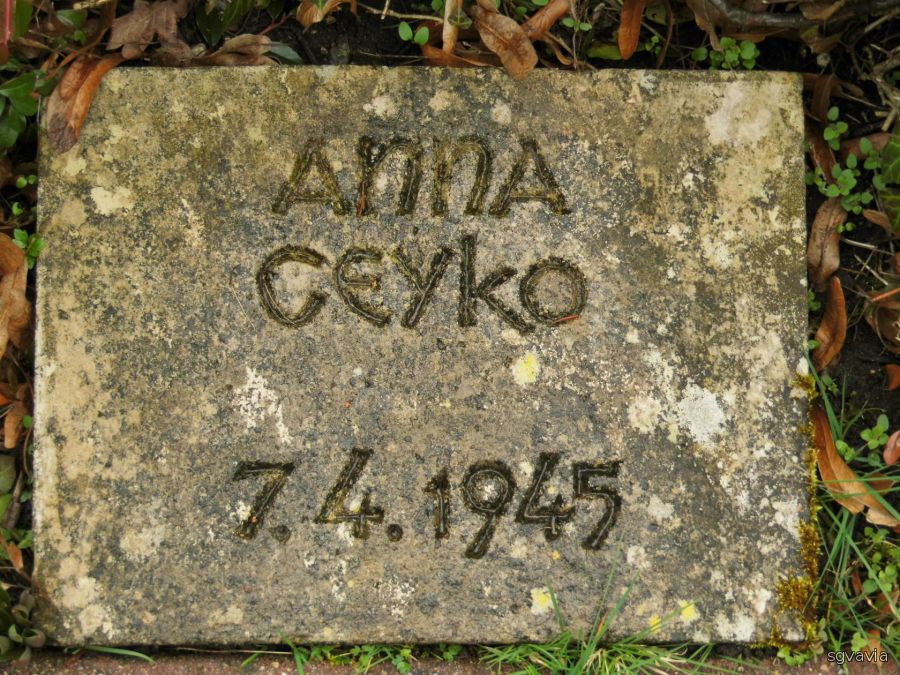 ANNA
CEYKO
7.4.1945
sgvavia